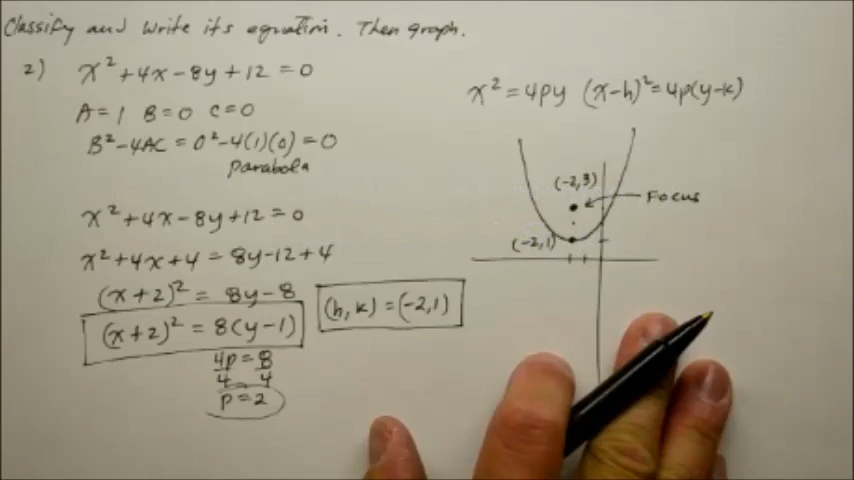 Classify and write its equation. Then graph.
2) x² + 4x - 8y + 12 = 0
A = 1 B = 0 C = 0
B² - 4AC = 0² - 4(1)(0) = 0
parabola
x² + 4x - 8y + 12 = 0
x² + 4x + 4 = 8y - 12 + 4
(x + 2)² = 8y - 8
(x + 2)² = 8(y - 1)
4p = 8
4 4
p = 2
(h, k) = (-2, 1)
x² = 4py (x - h)² = 4p(y - k)
(-2, 3)
Focus
(-2, 1)